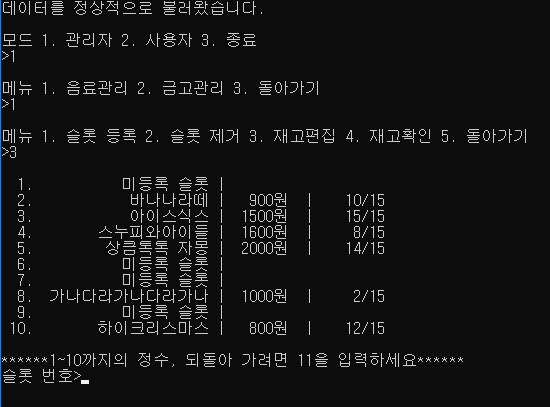 데이터를 정상적으로 불러왔습니다.
모드 1. 관리자 2. 사용자 3. 종료
>1
메뉴 1. 음료관리 2. 금고관리 3. 돌아가기
>1
메뉴 1. 슬롯 등록 2. 슬롯 제거 3. 재고편집 4. 재고확인 5. 돌아가기
>3
1. 미등록 슬롯 |
2. 바나나라떼 | 900원 | 10/15
3. 아이스식스 | 1500원 | 15/15
4. 스누피와아이들 | 1600원 | 8/15
5. 상큼톡톡 자몽 | 2000원 | 14/15
6. 미등록 슬롯 |
7. 미등록 슬롯 |
8. 가나다라가나다라가나 | 1000원 | 2/15
9. 미등록 슬롯 |
10. 하이크리스마스 | 800원 | 12/15
******1~10까지의 정수, 되돌아 가려면 11을 입력하세요******
슬롯 번호>